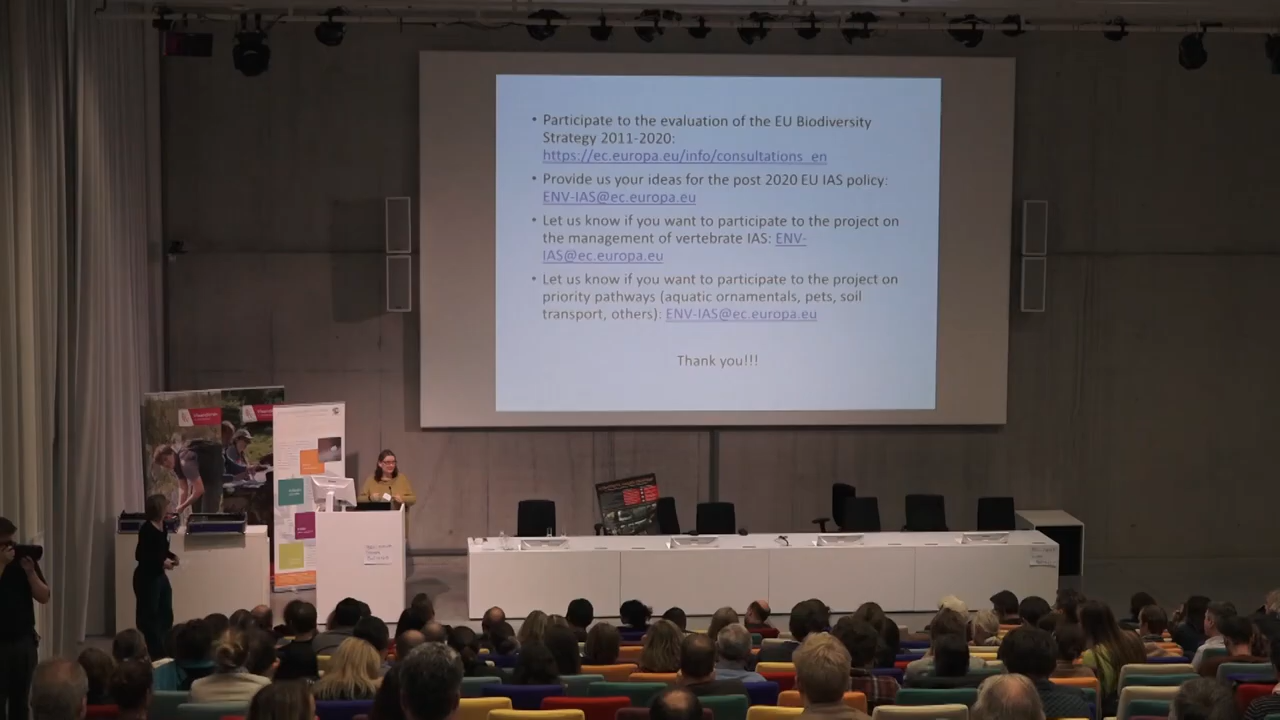 • Participate to the evaluation of the EU Biodiversity
Strategy 2011-2020:
https://ec.europa.eu/info/consultations_en
• Provide us your ideas for the post 2020 EU IAS policy:
ENV-IAS@ec.europa.eu
• Let us know if you want to participate to the project on
the management of vertebrate IAS: ENV-
IAS@ec.europa.eu
• Let us know if you want to participate to the project on
priority pathways (aquatic ornamentals, pets, soil
transport, others): ENV-IAS@ec.europa.eu
Thank you!!!